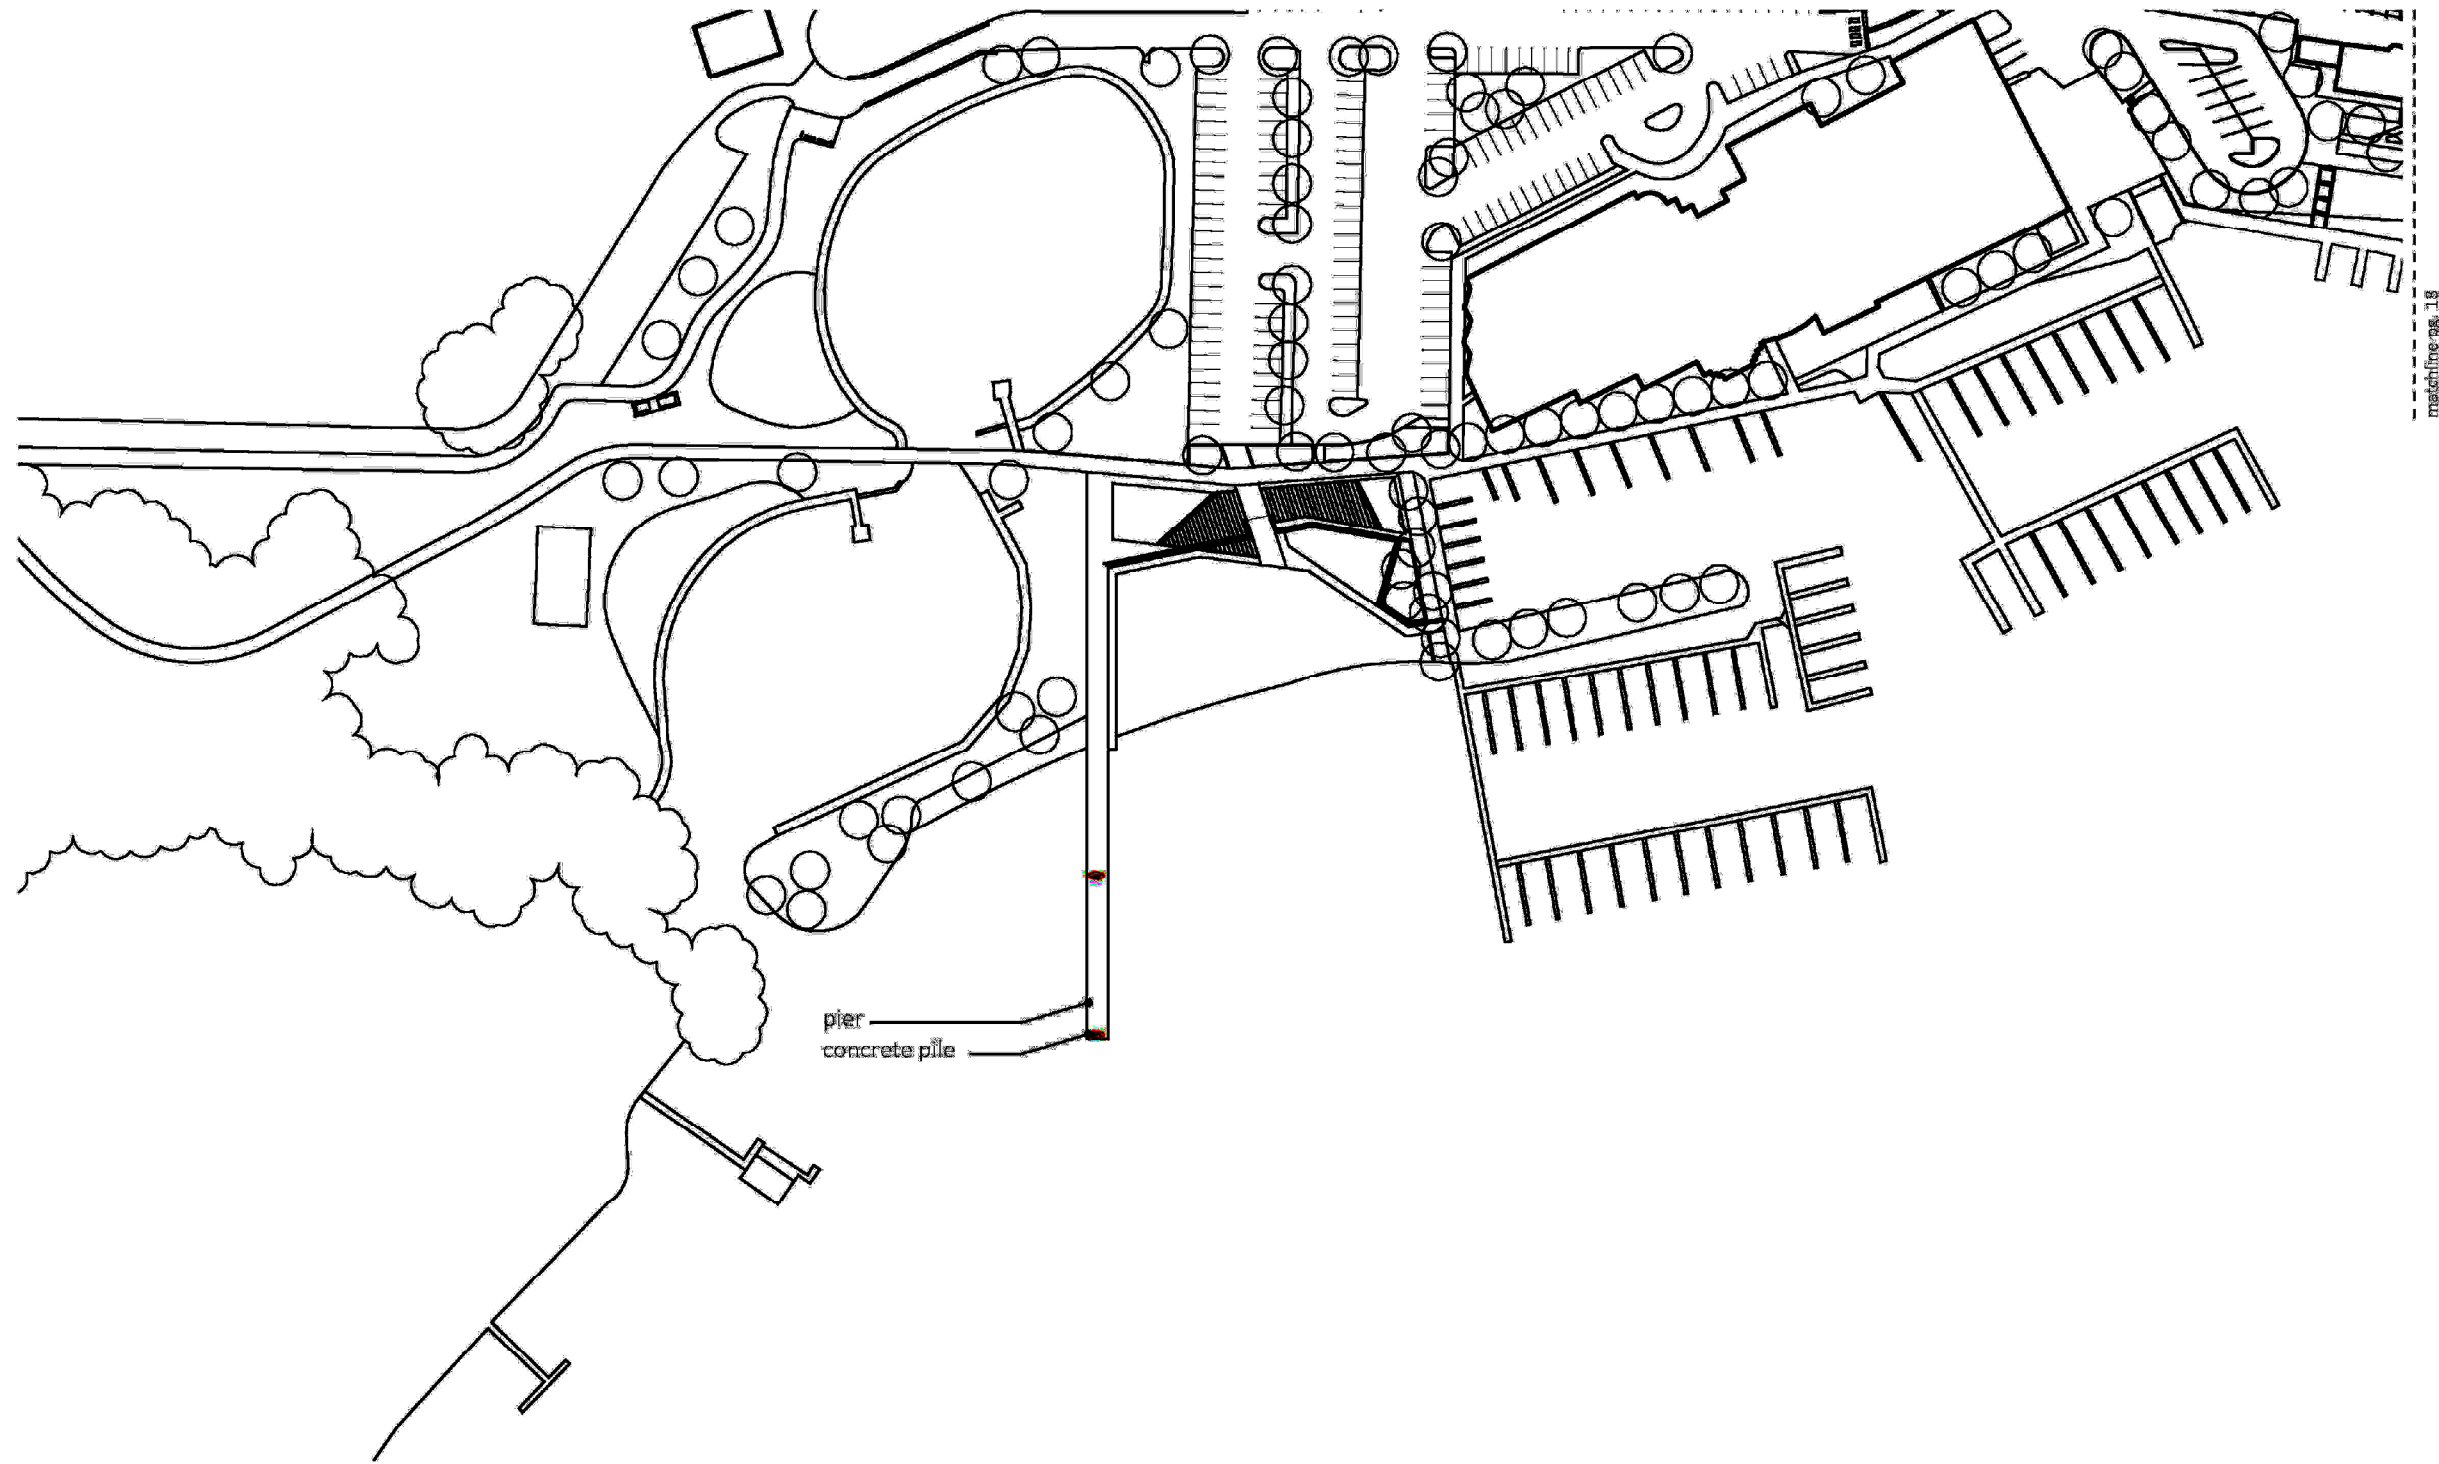 matchline pg. 18
pier
concrete pile